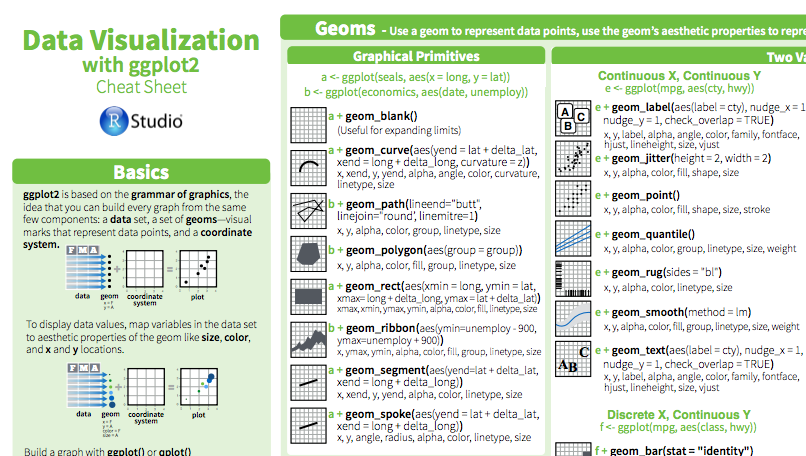 Data Visualization
with ggplot2
Cheat Sheet
R Studio
Basics
ggplot2 is based on the grammar of graphics, the
idea that you can build every graph from the same
few components: a data set, a set of geoms—visual
marks that represent data points, and a coordinate
system.
F M A
data geom coordinate plot
x = F
y = A
system
To display data values, map variables in the data set
to aesthetic properties of the geom like size, color,
and x and y locations.
F M A
data geom coordinate plot
x = F
y = A
color = F
size = A
system
Build a graph with ggplot() or qplot()
Geoms - Use a geom to represent data points, use the geom's aesthetic properties to repre
Graphical Primitives
a <- ggplot(seals, aes(x = long, y = lat))
b <- ggplot(economics, aes(date, unemploy))
a + geom_blank()
(Useful for expanding limits)
a + geom_curve(aes(yend = lat + delta_lat,
xend = long + delta_long, curvature = z))
x, xend, y, yend, alpha, angle, color, curvature,
linetype, size
b + geom_path(lineend="butt",
linejoin="round', linemitre=1)
x, y, alpha, color, group, linetype, size
b + geom_polygon(aes(group = group))
x, y, alpha, color, fill, group, linetype, size
a + geom_rect(aes(xmin = long, ymin = lat,
xmax= long + delta_long, ymax = lat + delta_lat))
xmax, xmin, ymax, ymin, alpha, color, fill, linetype, size
b + geom_ribbon(aes(ymin=unemploy - 900,
ymax=unemploy + 900))
x, ymax, ymin, alpha, color, fill, group, linetype, size
a + geom_segment(aes(yend=lat + delta_lat,
xend = long + delta_long))
x, xend, y, yend, alpha, color, linetype, size
a + geom_spoke(aes(yend = lat + delta_lat,
xend = long + delta_long))
x, y, angle, radius, alpha, color, linetype, size
Two Va
Continuous X, Continuous Y
e <- ggplot(mpg, aes(cty, hwy))
A B C
e + geom_label(aes(label = cty), nudge_x = 1
nudge_y = 1, check_overlap = TRUE)
x, y, label, alpha, angle, color, family, fontface,
hjust, lineheight, size, vjust
e + geom_jitter(height = 2, width = 2)
x, y, alpha, color, fill, shape, size
e + geom_point()
x, y, alpha, color, fill, shape, size, stroke
e + geom_quantile()
x, y, alpha, color, group, linetype, size, weight
e + geom_rug(sides = "bl")
x, y, alpha, color, linetype, size
e + geom_smooth(method = lm)
x, y, alpha, color, fill, group, linetype, size, weight
A B C
e + geom_text(aes(label = cty), nudge_x = 1,
nudge_y = 1, check_overlap = TRUE)
x, y, label, alpha, angle, color, family, fontface,
hjust, lineheight, size, vjust
Discrete X, Continuous Y
f <- ggplot(mpg, aes(class, hwy))
f + geom_bar(stat = "identity")